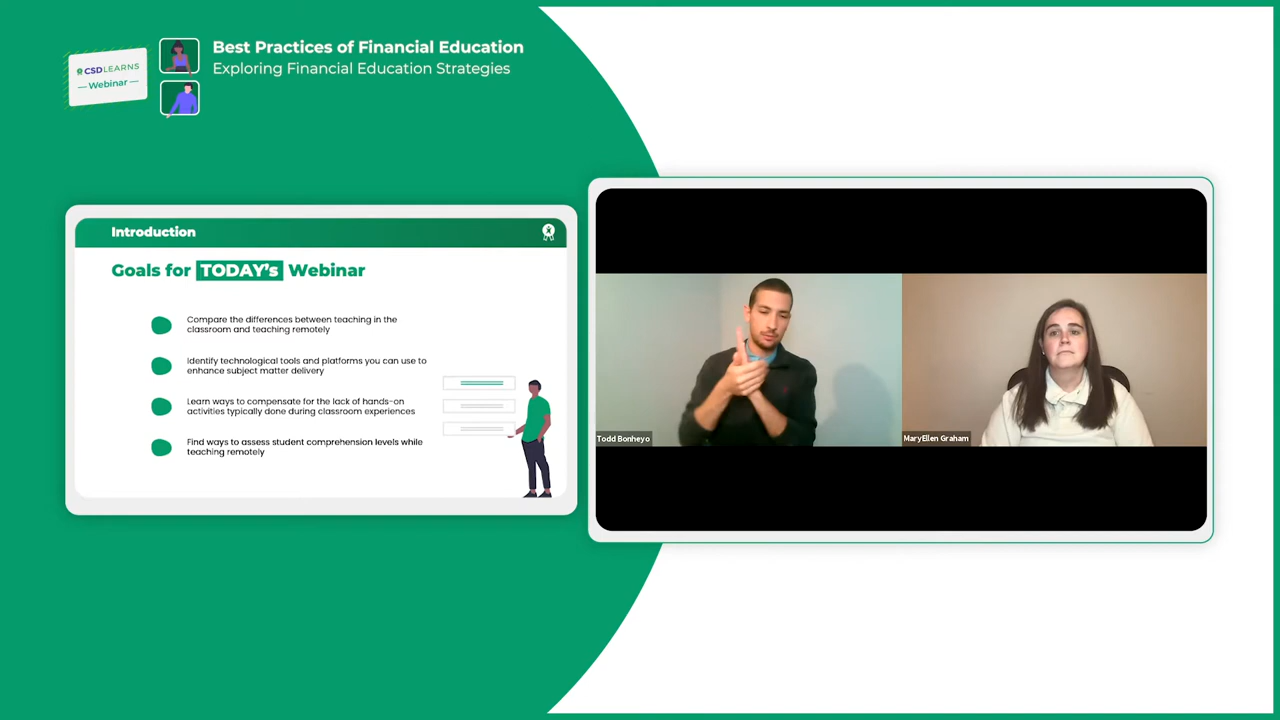 CSDLEARNS
— Webinar —
Best Practices of Financial Education
Exploring Financial Education Strategies
Introduction
Goals for TODAY's Webinar
Compare the differences between teaching in the
classroom and teaching remotely
Identify technological tools and platforms you can use to
enhance subject matter delivery
Learn ways to compensate for the lack of hands-on
activities typically done during classroom experiences
Find ways to assess student comprehension levels while
teaching remotely
Todd Bonheyo
MaryEllen Graham